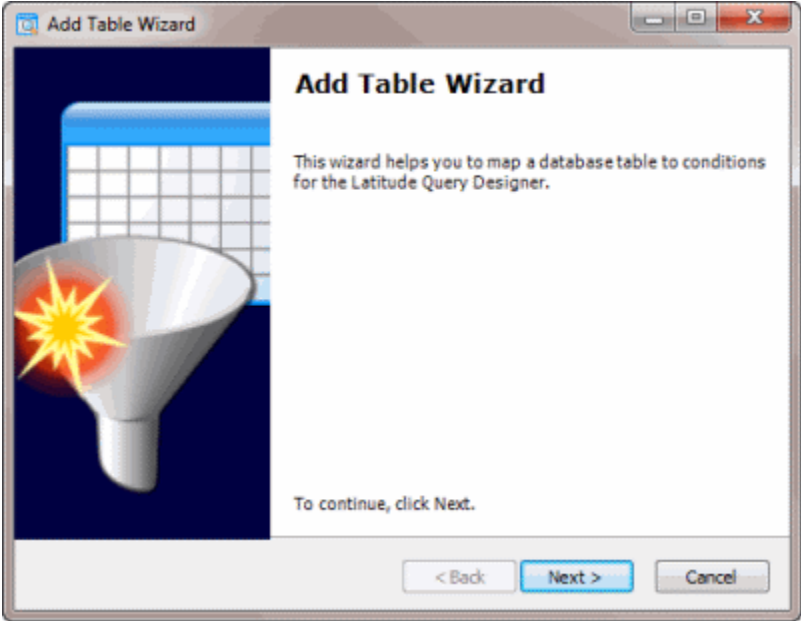 Add Table Wizard
Add Table Wizard
This wizard helps you to map a database table to conditions
for the Latitude Query Designer.
To continue, click Next.
< Back
Next >
Cancel